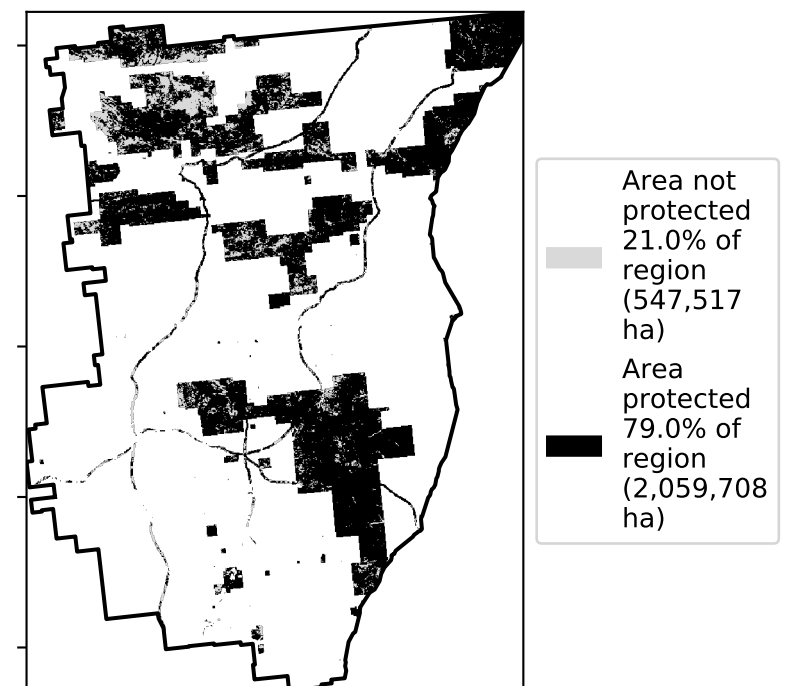 Area not
protected
21.0% of
region
(547,517
ha)
Area
protected
79.0% of
region
(2,059,708
ha)